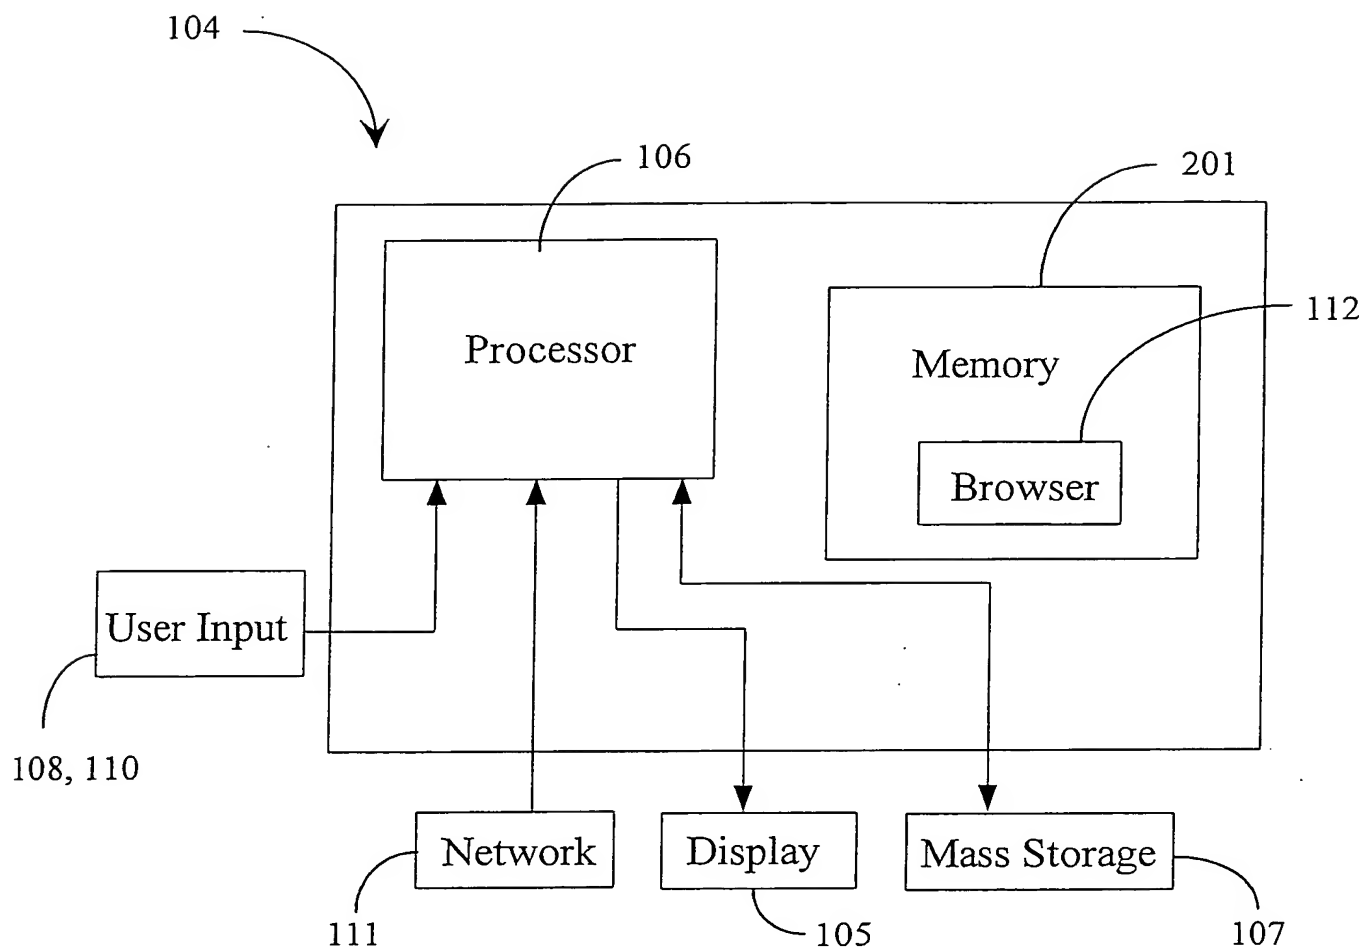 104
106
201
112
Processor
Memory
Browser
User Input
108, 110
Network
Display
Mass Storage
111
105
107